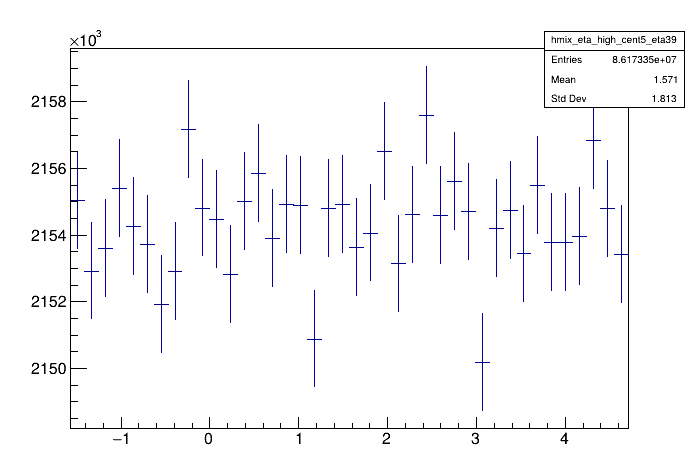 ×10³
hmix_eta_high_cent5_eta39
Entries 8.617335e+07
Mean 1.571
Std Dev 1.813
2158
2156
2154
2152
2150
−1 0 1 2 3 4